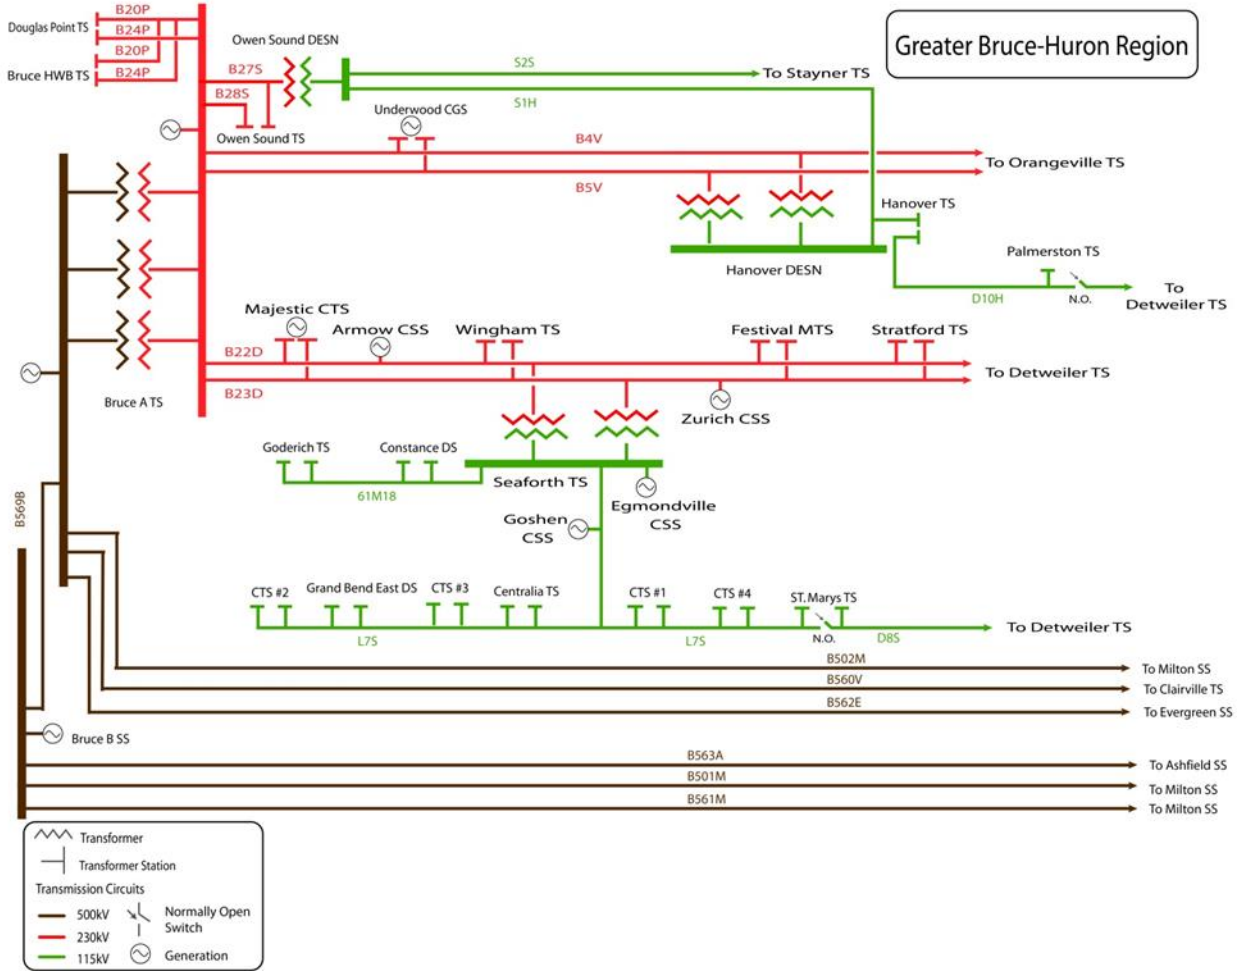 Greater Bruce-Huron Region
B20P
Douglas Point TS
B24P
B20P
Bruce HWB TS
B24P
Owen Sound DESN
B27S
B28S
Owen Sound TS
S2S
To Stayner TS
S1H
Underwood CGS
B4V
To Orangeville TS
B5V
Hanover TS
Hanover DESN
Palmerston TS
D10H
N.O.
To
Detweiler TS
Bruce A TS
Majestic CTS
Armow CSS
Wingham TS
Festival MTS
Stratford TS
B22D
To Detweiler TS
B23D
Zurich CSS
Goderich TS
Constance DS
61M18
Seaforth TS
Egmondville
CSS
Goshen
CSS
B569B
CTS #2
Grand Bend East DS
CTS #3
Centralia TS
CTS #1
CTS #4
ST. Marys TS
To Detweiler TS
L7S
L7S
N.O.
D8S
B502M
To Milton SS
B560V
To Clairville TS
B562E
To Evergreen SS
Bruce B SS
B563A
To Ashfield SS
B501M
To Milton SS
B561M
To Milton SS
Transformer
Transformer Station
Transmission Circuits
500kV
230kV
115kV
Normally Open
Switch
Generation